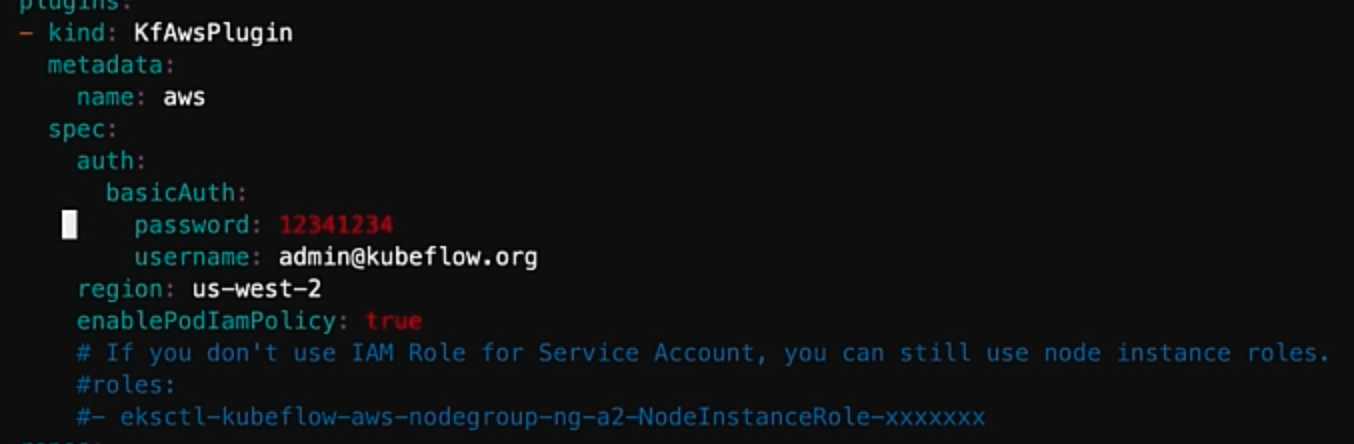 plugins:
- kind: KfAwsPlugin
metadata:
name: aws
spec:
auth:
basicAuth:
password: 12341234
username: admin@kubeflow.org
region: us-west-2
enablePodIamPolicy: true
# If you don't use IAM Role for Service Account, you can still use node instance roles.
#roles:
#- eksctl-kubeflow-aws-nodegroup-ng-a2-NodeInstanceRole-xxxxxxx